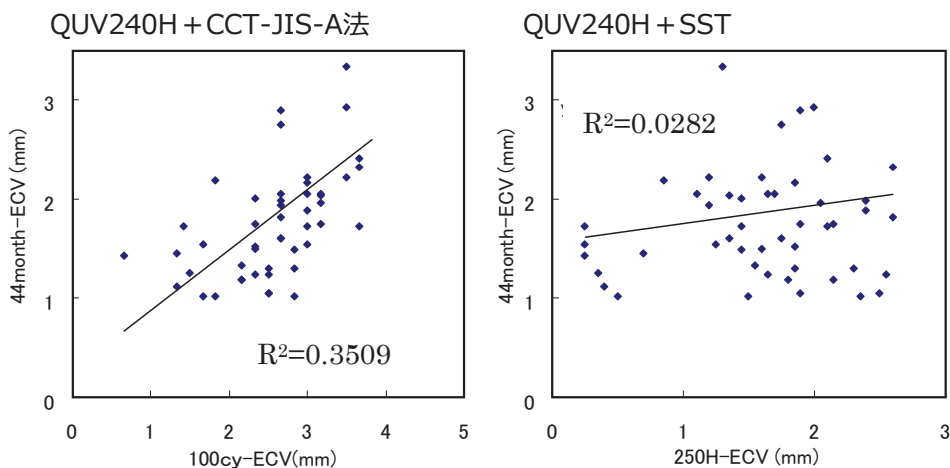 QUV240H+CCT-JIS-A法
3
2
1
0
44month-ECV(mm)
R²=0.3509
0 1 2 3 4 5
100cy-ECV(mm)
QUV240H+SST
3
2
1
0
44month-ECV(mm)
R²=0.0282
0 1 2 3
250H-ECV(mm)